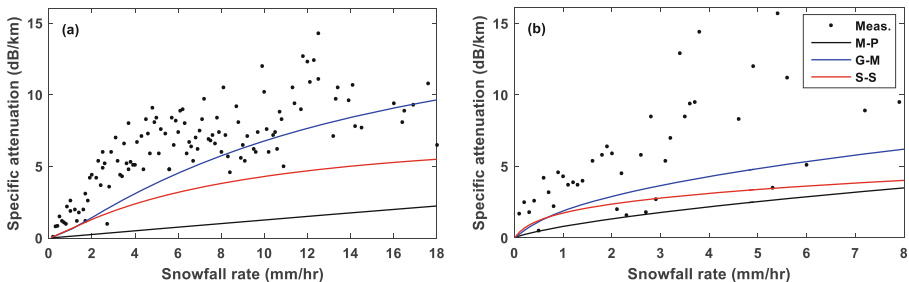 (a)
Specific attenuation (dB/km)
15
10
5
0
0 2 4 6 8 10 12 14 16 18
Snowfall rate (mm/hr)
(b)
Specific attenuation (dB/km)
15
10
5
0
0 1 2 3 4 5 6 7 8
Snowfall rate (mm/hr)
Meas.
M-P
G-M
S-S